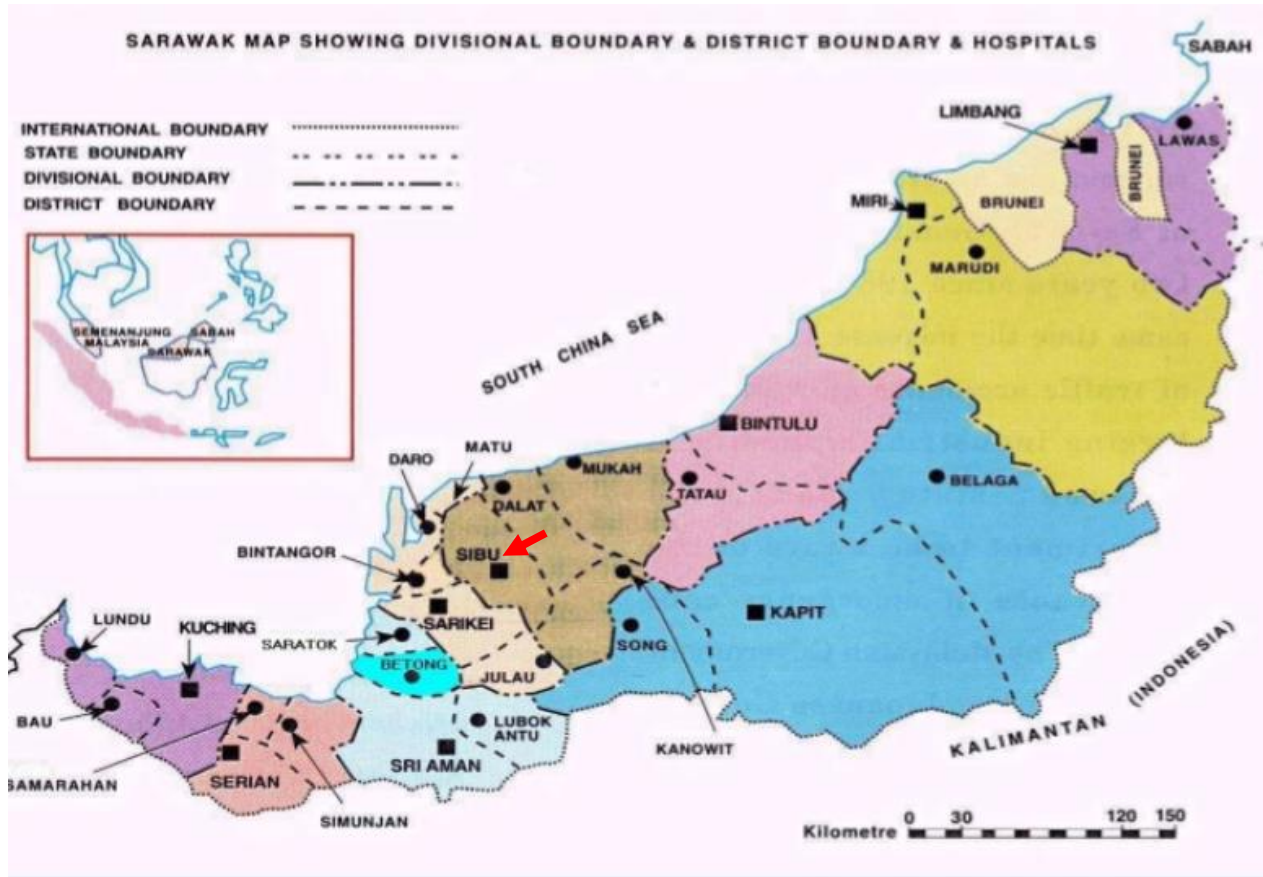 SARAWAK MAP SHOWING DIVISIONAL BOUNDARY & DISTRICT BOUNDARY & HOSPITALS
SABAH
INTERNATIONAL BOUNDARY
STATE BOUNDARY
DIVISIONAL BOUNDARY
DISTRICT BOUNDARY
LIMBANG
LAWAS
BRUNEI
BRUNEI
MIRI
MARUDI
SEMENANJUNG
MALAYSIA
SABAH
SARAWAK
SOUTH CHINA SEA
BINTULU
MATU
DARO
MUKAH
DALAT
TATAU
BELAGA
BINTANGOR
SIBU
KAPIT
SARIKEI
LUNDU
KUCHING
SARATOK
SONG
BETONG
JULAU
(INDONESIA)
BAU
LUBOK
ANTU
KANOWIT
KALIMANTAN
SRI AMAN
SAMARAHAN
SERIAN
SIMUNJAN
Kilometre 0 30 120 150